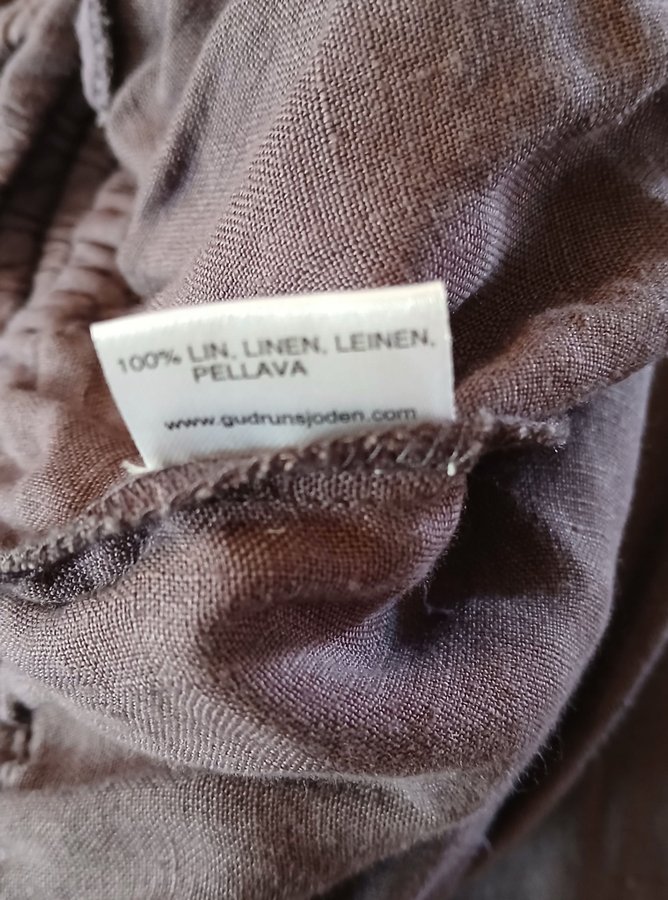 100% LIN, LINEN, LEINEN,
PELLAVA
www.gudrunsjoden.com